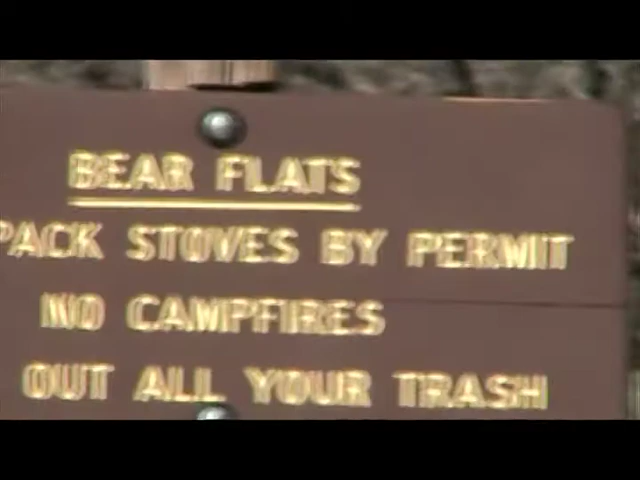 BEAR FLATS
PACK STOVES BY PERMIT
NO CAMPFIRES
OUT ALL YOUR TRASH